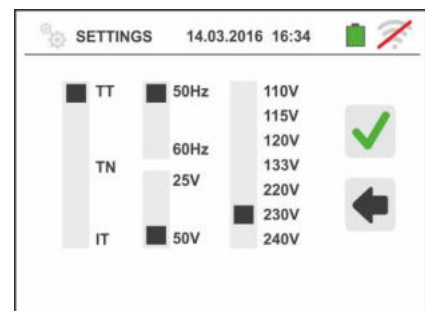 SETTINGS 14.03.2016 16:34
TT 50Hz 110V
115V
120V
60Hz
133V
TN
25V
220V
230V
IT 50V 240V